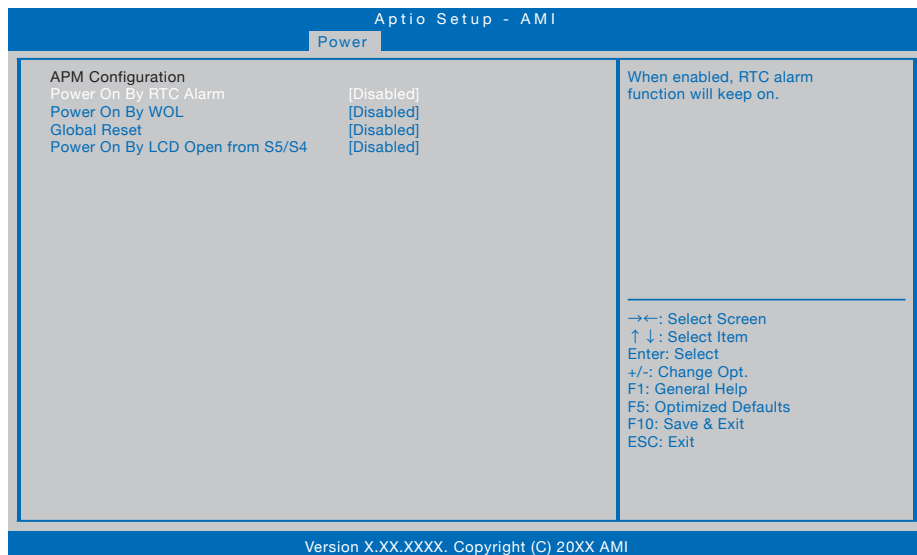 Aptio Setup - AMI
Power
APM Configuration
Power On By RTC Alarm [Disabled]
Power On By WOL [Disabled]
Global Reset [Disabled]
Power On By LCD Open from S5/S4 [Disabled]
When enabled, RTC alarm
function will keep on.
→←: Select Screen
↑↓: Select Item
Enter: Select
+/-: Change Opt.
F1: General Help
F5: Optimized Defaults
F10: Save & Exit
ESC: Exit
Version X.XX.XXXX. Copyright (C) 20XX AMI